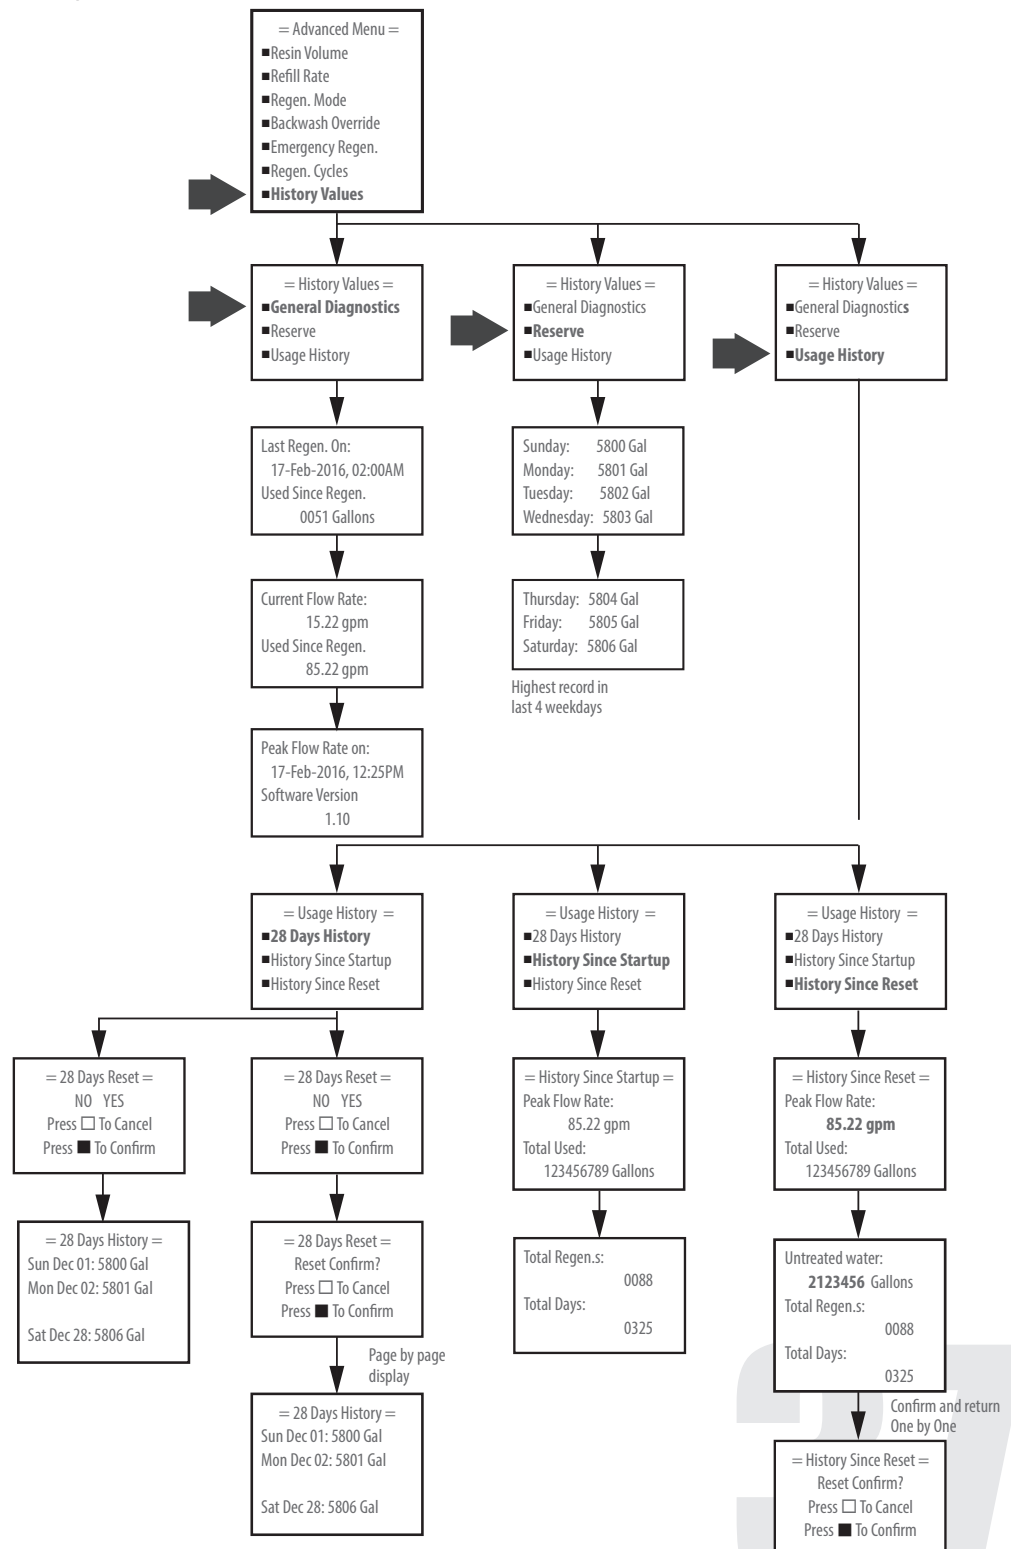 = Advanced Menu =
■Resin Volume
■Refill Rate
■Regen. Mode
■Backwash Override
■Emergency Regen.
■Regen. Cycles
■History Values
= History Values =
■General Diagnostics
■Reserve
■Usage History
= History Values =
■General Diagnostics
■Reserve
■Usage History
= History Values =
■General Diagnostics
■Reserve
■Usage History
Last Regen. On:
17-Feb-2016, 02:00AM
Used Since Regen.
0051 Gallons
Sunday: 5800 Gal
Monday: 5801 Gal
Tuesday: 5802 Gal
Wednesday: 5803 Gal
Current Flow Rate:
15.22 gpm
Used Since Regen.
85.22 gpm
Thursday: 5804 Gal
Friday: 5805 Gal
Saturday: 5806 Gal
Highest record in
last 4 weekdays
Peak Flow Rate on:
17-Feb-2016, 12:25PM
Software Version
1.10
= Usage History =
■28 Days History
■History Since Startup
■History Since Reset
= Usage History =
■28 Days History
■History Since Startup
■History Since Reset
= Usage History =
■28 Days History
■History Since Startup
■History Since Reset
= 28 Days Reset =
NO YES
Press □ To Cancel
Press ■ To Confirm
= 28 Days Reset =
NO YES
Press □ To Cancel
Press ■ To Confirm
= History Since Startup =
Peak Flow Rate:
85.22 gpm
Total Used:
123456789 Gallons
= History Since Reset =
Peak Flow Rate:
85.22 gpm
Total Used:
123456789 Gallons
= 28 Days History =
Sun Dec 01: 5800 Gal
Mon Dec 02: 5801 Gal
Sat Dec 28: 5806 Gal
= 28 Days Reset =
Reset Confirm?
Press □ To Cancel
Press ■ To Confirm
Total Regen.s:
0088
Total Days:
0325
Untreated water:
2123456 Gallons
Total Regen.s:
0088
Total Days:
0325
Page by page
display
= 28 Days History =
Sun Dec 01: 5800 Gal
Mon Dec 02: 5801 Gal
Sat Dec 28: 5806 Gal
Confirm and return
One by One
= History Since Reset =
Reset Confirm?
Press □ To Cancel
Press ■ To Confirm
37